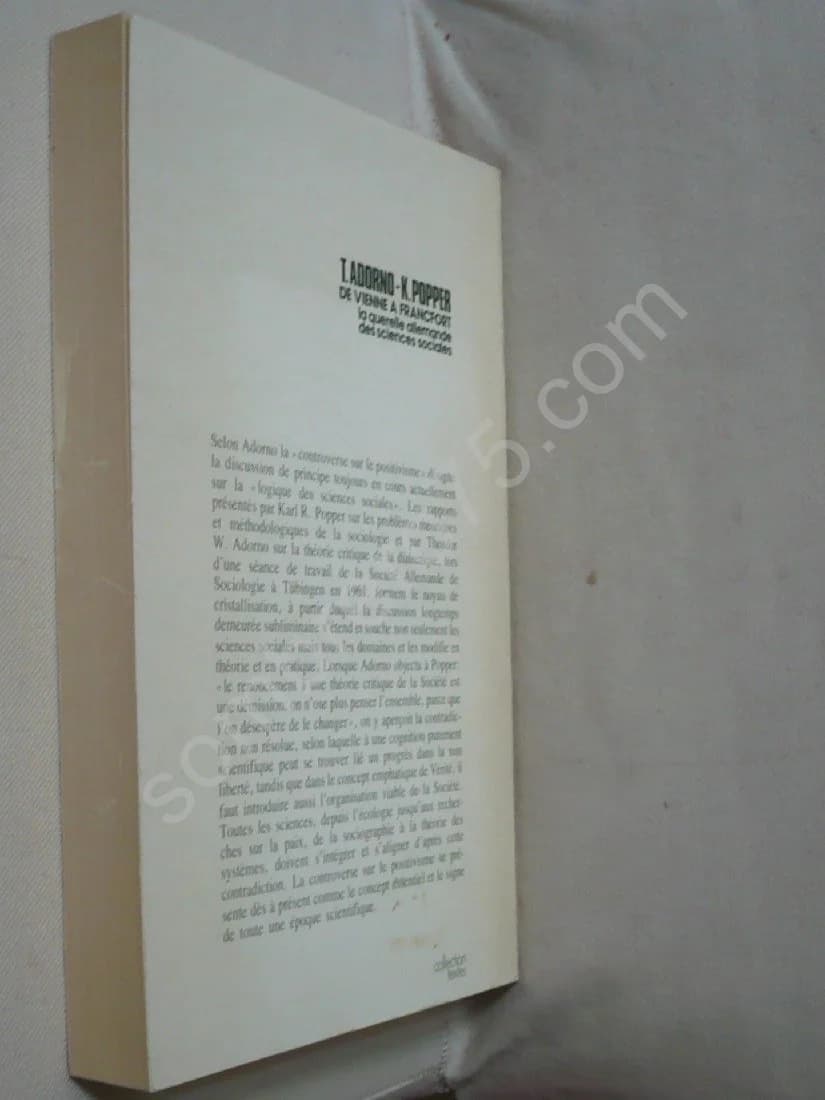 T.ADORNO-K.POPPER
DE VIENNE A FRANCFORT
la querelle allemande
des sciences sociales
Selon Adorno la «controverse sur le positivisme» désigne
la discussion de principe toujours en cours actuellement
sur la «logique des sciences sociales». Les rapports
présentés par Karl R. Popper sur les problèmes
et méthodologiques de la sociologie et par Theodor
W. Adorno sur la théorie critique de la dialectique, lors
d'une séance de travail de la Société Allemande de
Sociologie à Tübingen en 1961, forment le noyau de
cristallisation, à partir duquel la discussion longtemps
demeurée subliminaire s'étend et touche non seulement les
sciences sociales mais tous les domaines et les modifie en
théorie et en pratique. Lorsque Adorno objecta à Popper:
«le renoncement à une théorie critique de la Société est
une démission, on n'ose plus penser l'ensemble, parce que
l'on désespère de le changer», on y aperçoit la contradic-
tion non résolue, selon laquelle à une cognition purement
scientifique peut se trouver lié un progrès dans la non
liberté, tandis que dans le concept emphatique de Vérité, il
faut introduire aussi l'organisation viable de la Société.
Toutes les sciences, depuis l'écologie jusqu'aux recher-
ches sur la paix, de la sociographie à la théorie des
systèmes, doivent s'intégrer et s'aligner d'après cette
contradiction. La controverse sur le positivisme se pré-
sente dès à présent comme le concept essentiel et le signe
de toute une époque scientifique.
collection
textes
75.com